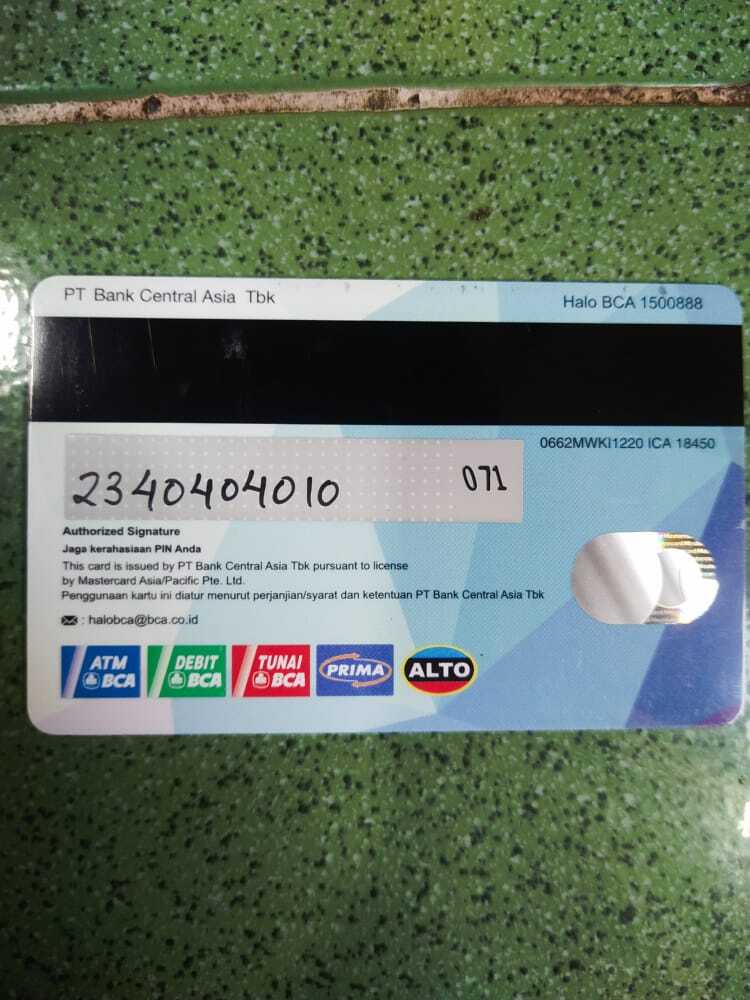 PT Bank Central Asia Tbk
Halo BCA 1500888
0662MWKI1220 ICA 18450
2340404010
071
Authorized Signature
Jaga kerahasiaan PIN Anda
This card is issued by PT Bank Central Asia Tbk pursuant to license
by Mastercard Asia/Pacific Pte. Ltd.
Penggunaan kartu ini diatur menurut perjanjian/syarat dan ketentuan PT Bank Central Asia Tbk
: halobca@bca.co.id
ATM
BCA
DEBIT
BCA
TUNAI
BCA
PRIMA
ALTO